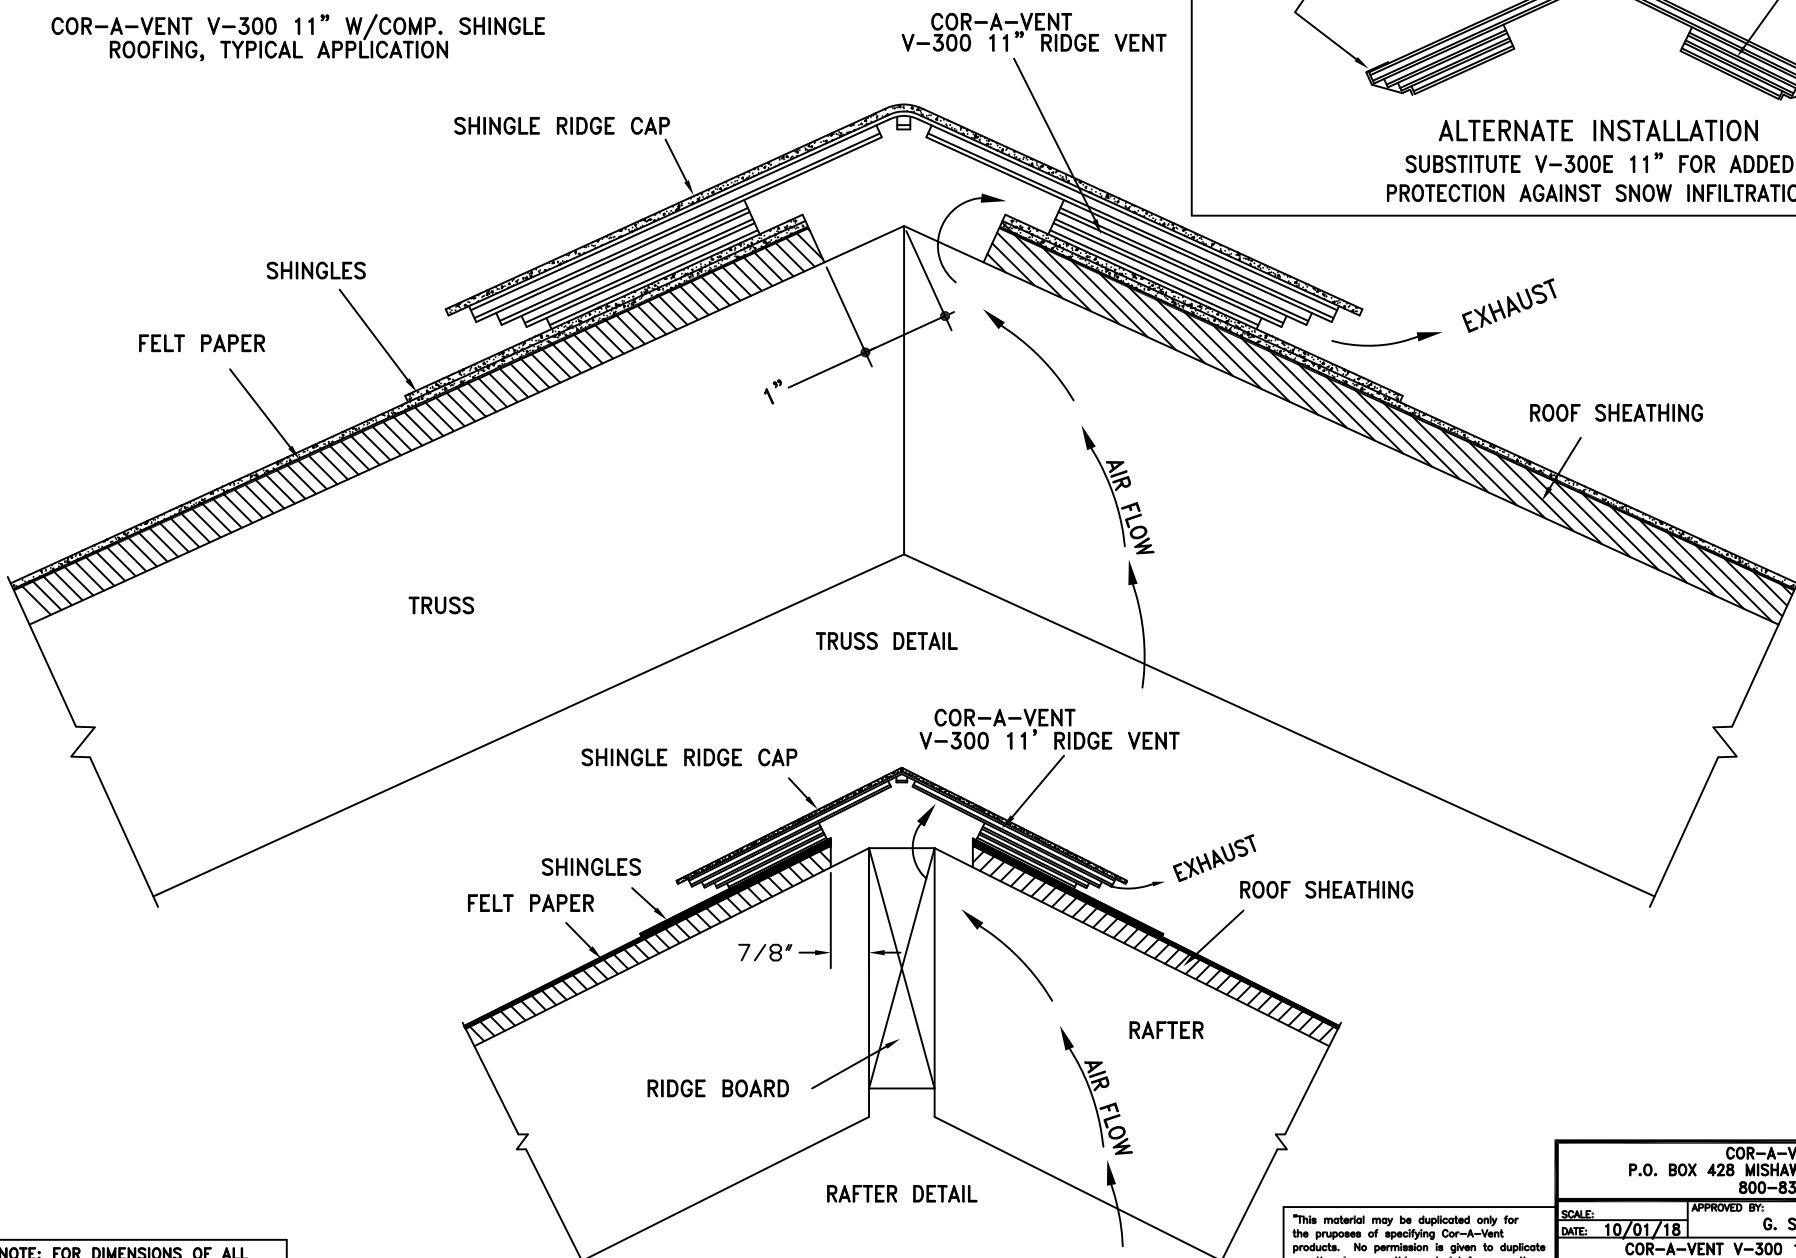 COR-A-VENT V-300 11" W/COMP. SHINGLE
ROOFING, TYPICAL APPLICATION
COR-A-VENT
V-300 11" RIDGE VENT
SHINGLE RIDGE CAP
ALTERNATE INSTALLATION
SUBSTITUTE V-300E 11" FOR ADDED
PROTECTION AGAINST SNOW INFILTRATIO
SHINGLES
FELT PAPER
EXHAUST
1"
ROOF SHEATHING
AIR FLOW
TRUSS
TRUSS DETAIL
COR-A-VENT
V-300 11' RIDGE VENT
SHINGLE RIDGE CAP
SHINGLES
FELT PAPER
EXHAUST
ROOF SHEATHING
7/8"
RAFTER
AIR FLOW
RIDGE BOARD
RAFTER DETAIL
NOTE: FOR DIMENSIONS OF ALL
"This material may be duplicated only for
the pruposes of specifying Cor-A-Vent
products. No permission is given to duplicate
COR-A-V
P.O. BOX 428 MISHAW
800-83
SCALE:
APPROVED BY:
DATE: 10/01/18
G. S
COR-A-VENT V-300 1